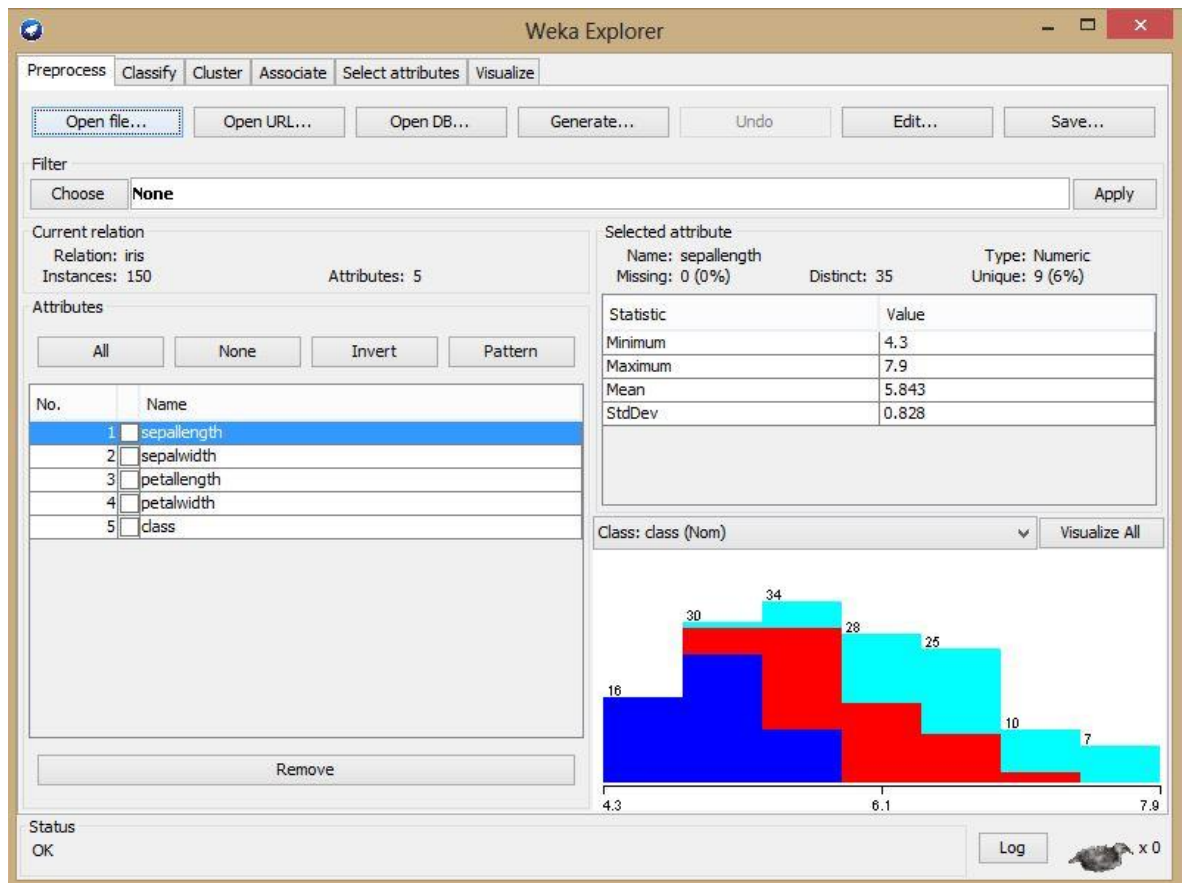 Weka Explorer
Preprocess Classify Cluster Associate Select attributes Visualize
Open file... Open URL... Open DB... Generate... Undo Edit... Save...
Filter
Choose None Apply
Current relation
Relation: iris
Instances: 150 Attributes: 5
Attributes
All None Invert Pattern
No. Name
1 sepallength
2 sepalwidth
3 petallength
4 petalwidth
5 class
Remove
Selected attribute
Name: sepallength Type: Numeric
Missing: 0 (0%) Distinct: 35 Unique: 9 (6%)
Statistic Value
Minimum 4.3
Maximum 7.9
Mean 5.843
StdDev 0.828
Class: class (Nom) Visualize All
16 30 34 28 25 10 7
4.3 6.1 7.9
Status
OK Log x 0